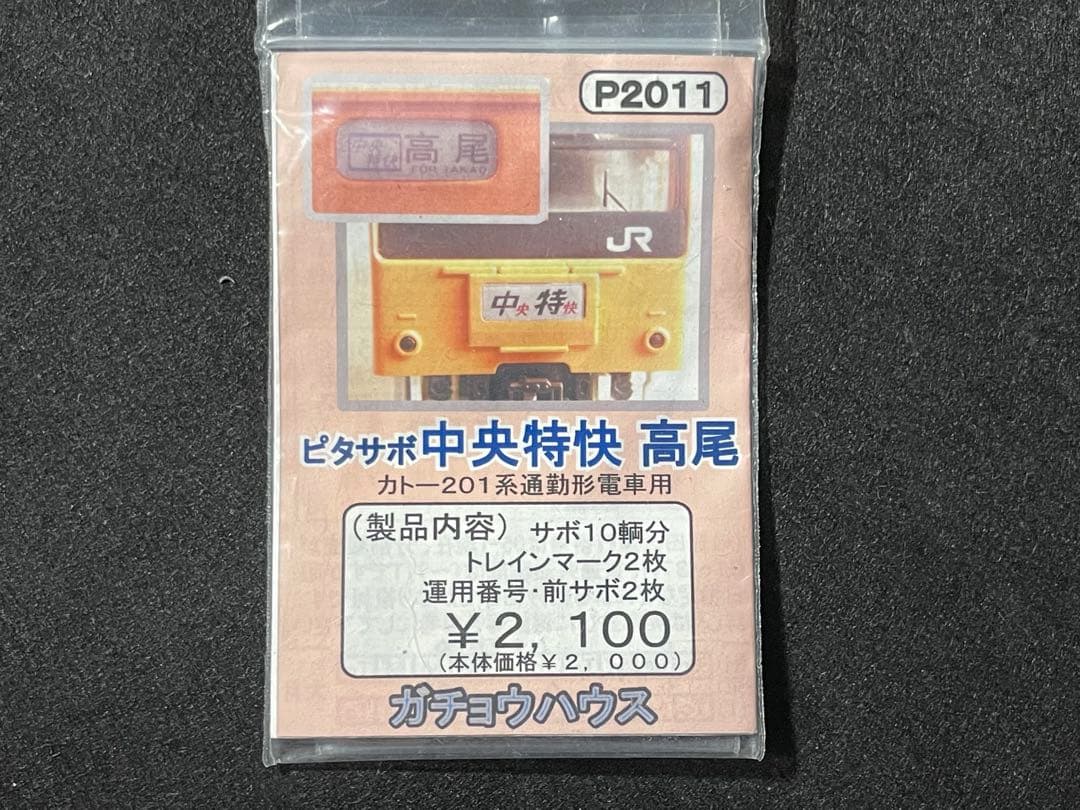 P2011
中央特快 高尾
FOR TAKAO
JR
中央特快
ピタサボ中央特快 高尾
カトー201系通勤形電車用
(製品内容) サボ10輌分
トレインマーク2枚
運用番号・前サボ2枚
¥2,100
(本体価格¥2,000)
ガチョウハウス